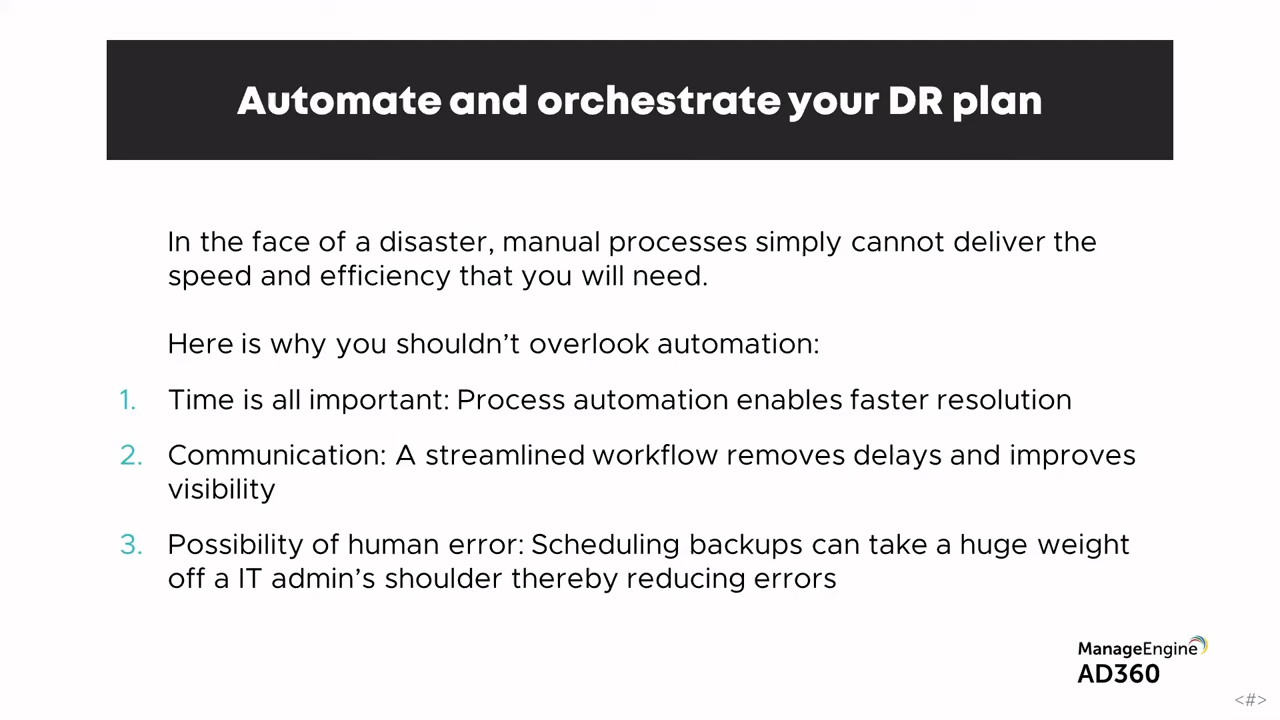 Automate and orchestrate your DR plan
In the face of a disaster, manual processes simply cannot deliver the
speed and efficiency that you will need.
Here is why you shouldn’t overlook automation:
1. Time is all important: Process automation enables faster resolution
2. Communication: A streamlined workflow removes delays and improves
visibility
3. Possibility of human error: Scheduling backups can take a huge weight
off a IT admin’s shoulder thereby reducing errors
ManageEngine
AD360
<#>